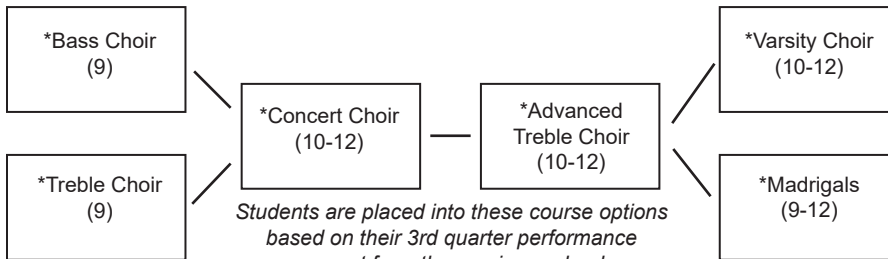 *Bass Choir
(9)
*Treble Choir
(9)
*Concert Choir
(10-12)
*Advanced
Treble Choir
(10-12)
*Varsity Choir
(10-12)
*Madrigals
(9-12)
Students are placed into these course options
based on their 3rd quarter performance